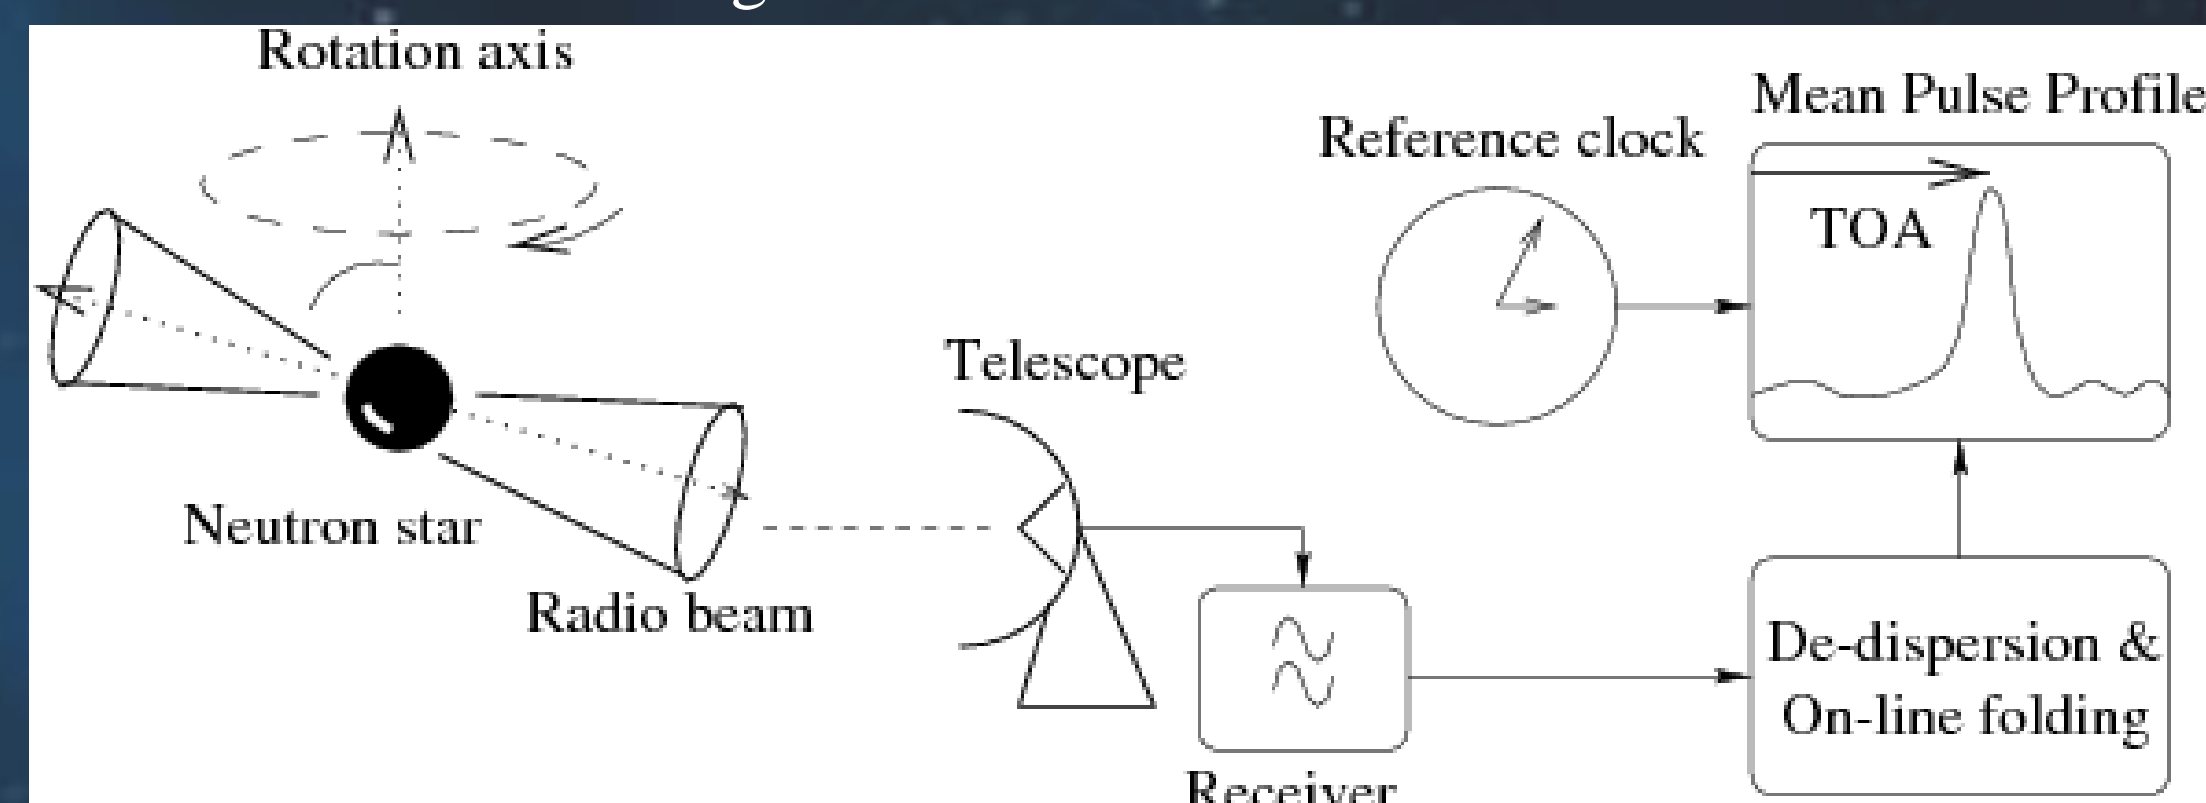 Rotation axis
Mean Pulse Profile
Reference clock
TOA
Telescope
Neutron star
Radio beam
De-dispersion &
On-line folding
Receiver